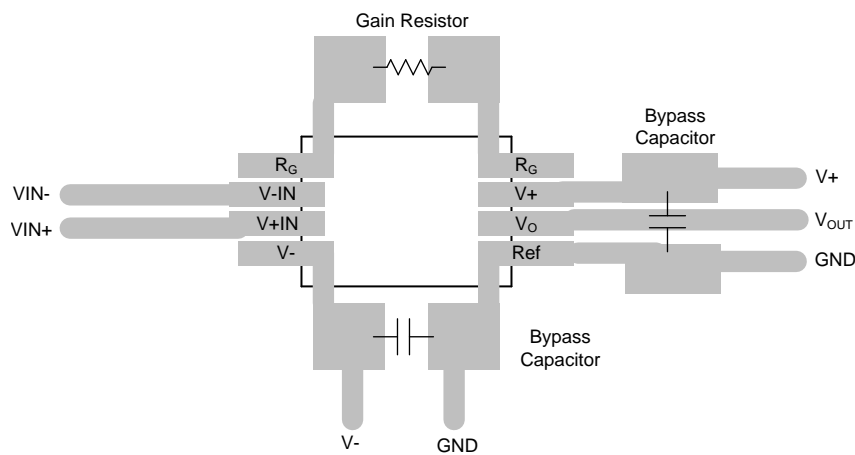 Gain Resistor
Bypass
Capacitor
RG
RG
VIN-
V-IN
V+
V+
VIN+
V+IN
VO
VOUT
V-
Ref
GND
Bypass
Capacitor
V-
GND